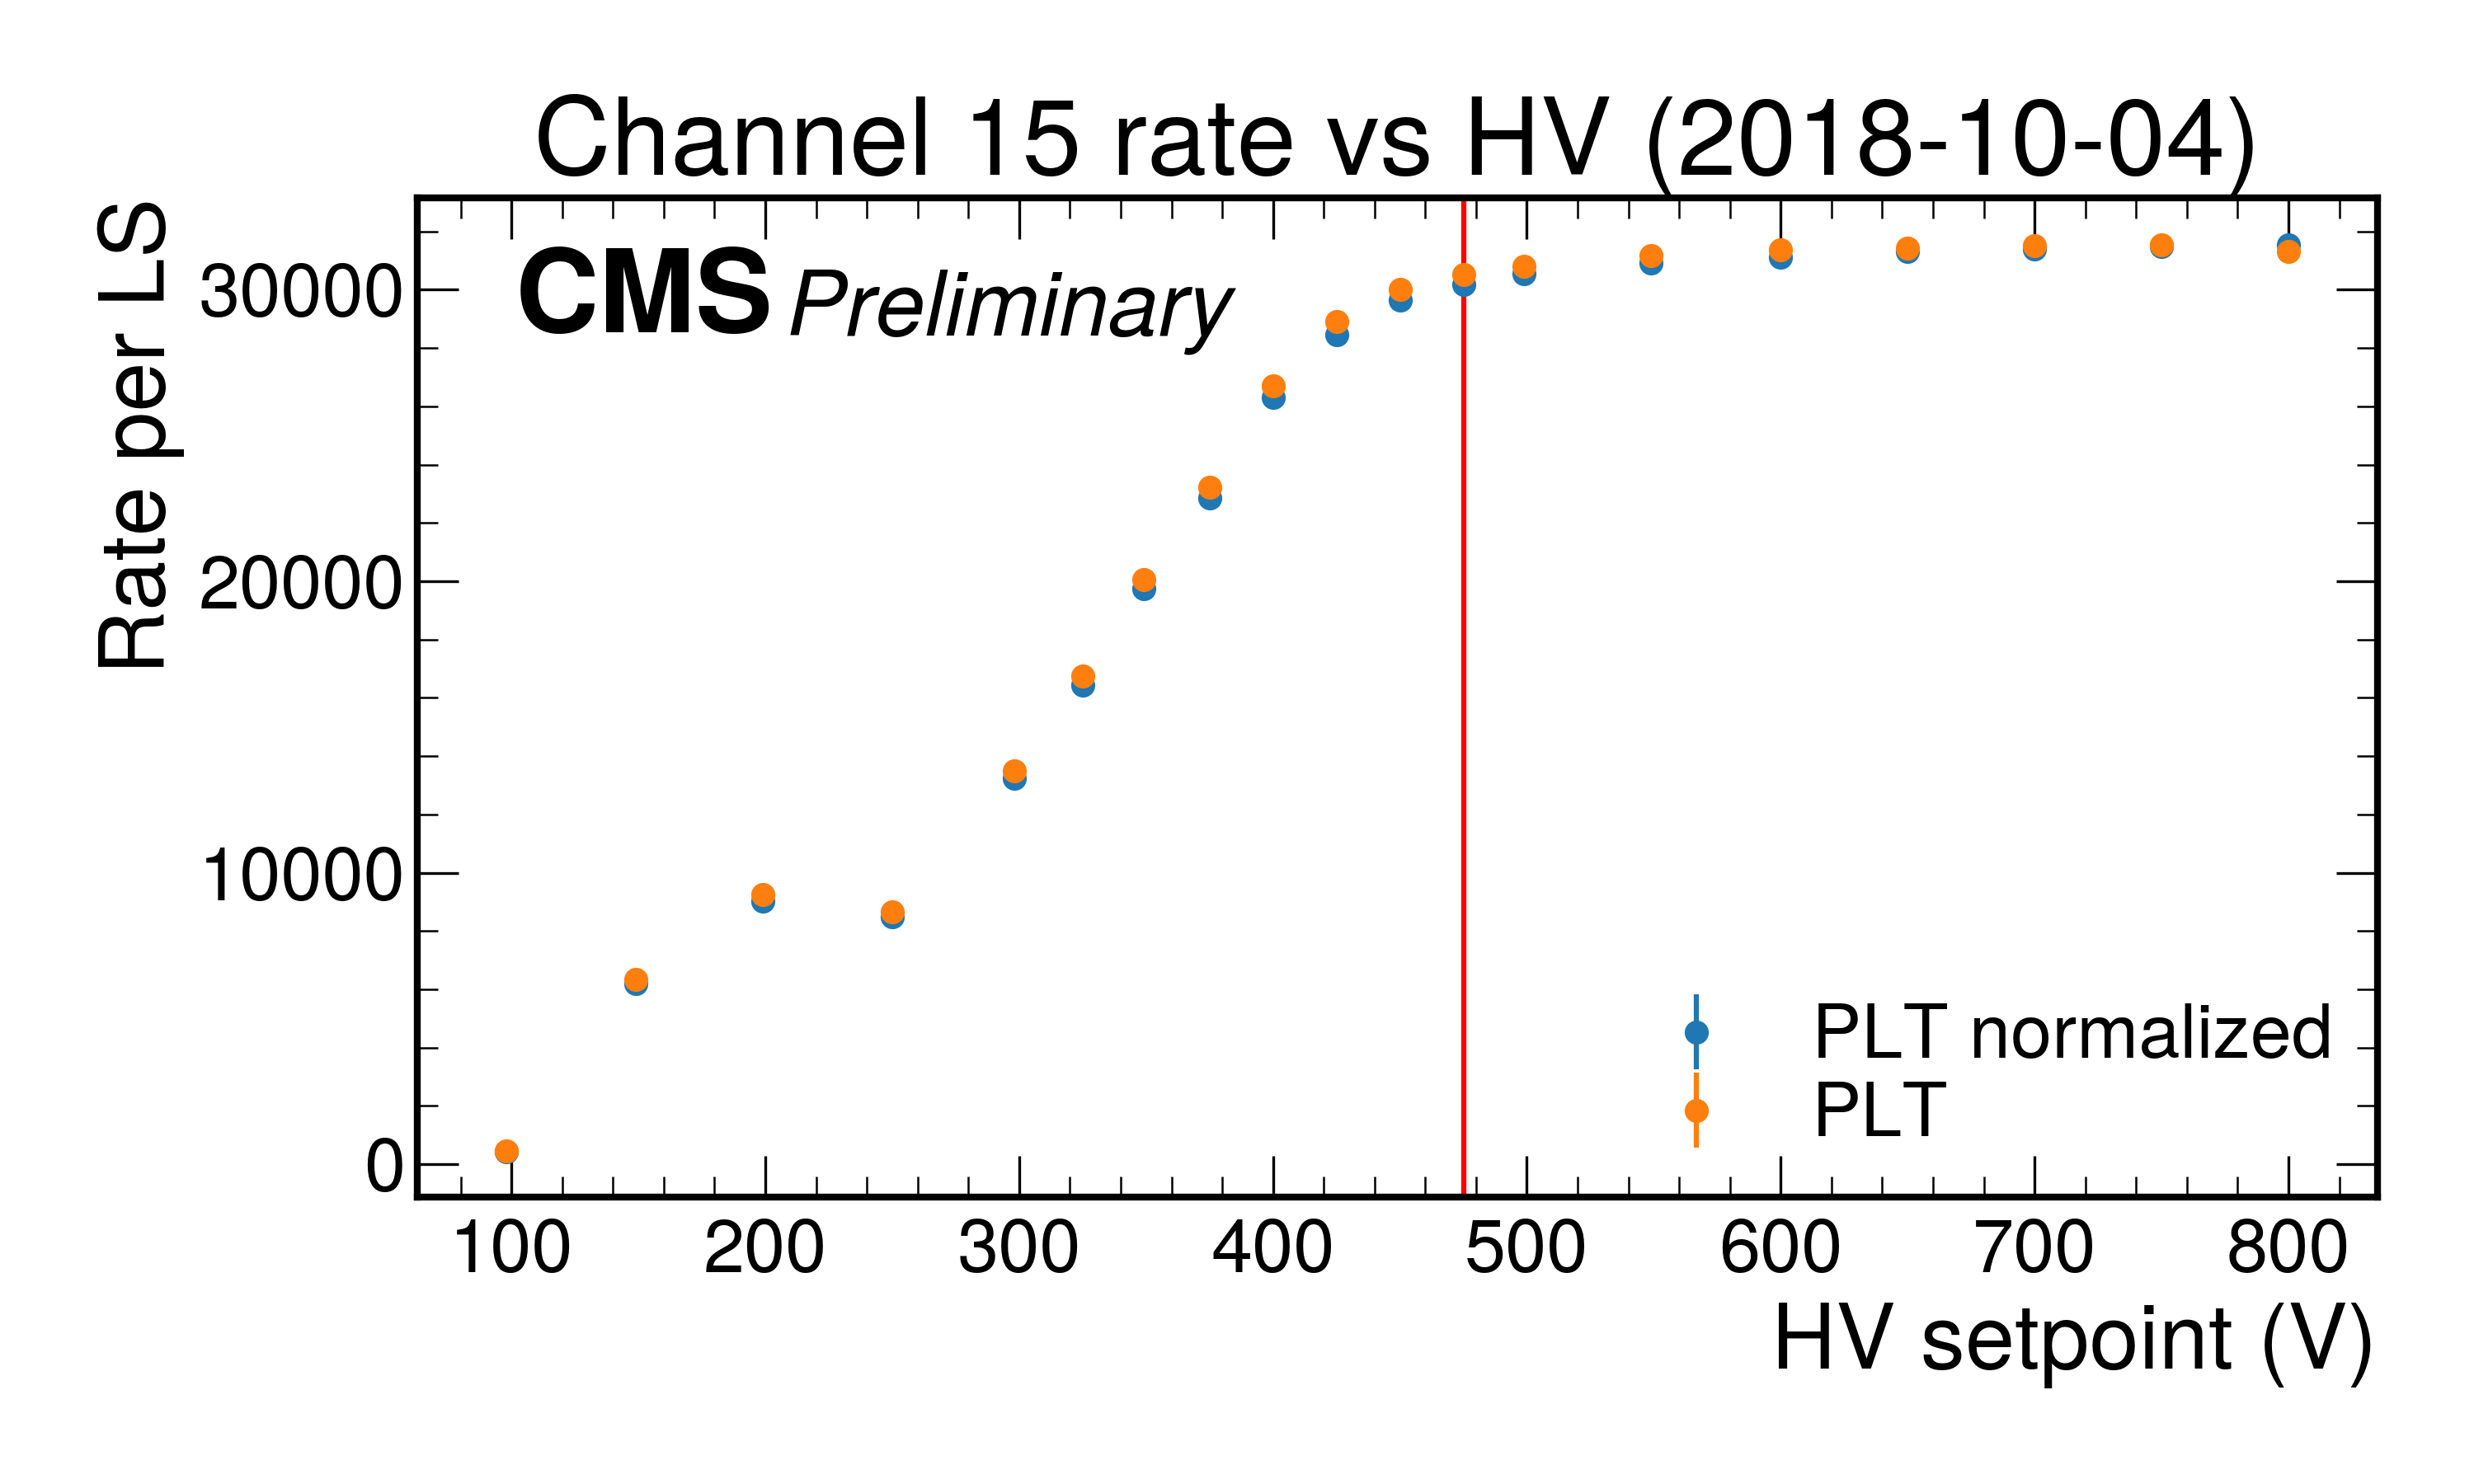 Channel 15 rate vs HV (2018-10-04)
CMS Preliminary
Rate per LS
30000
20000
10000
0
PLT normalized
PLT
100 200 300 400 500 600 700 800
HV setpoint (V)